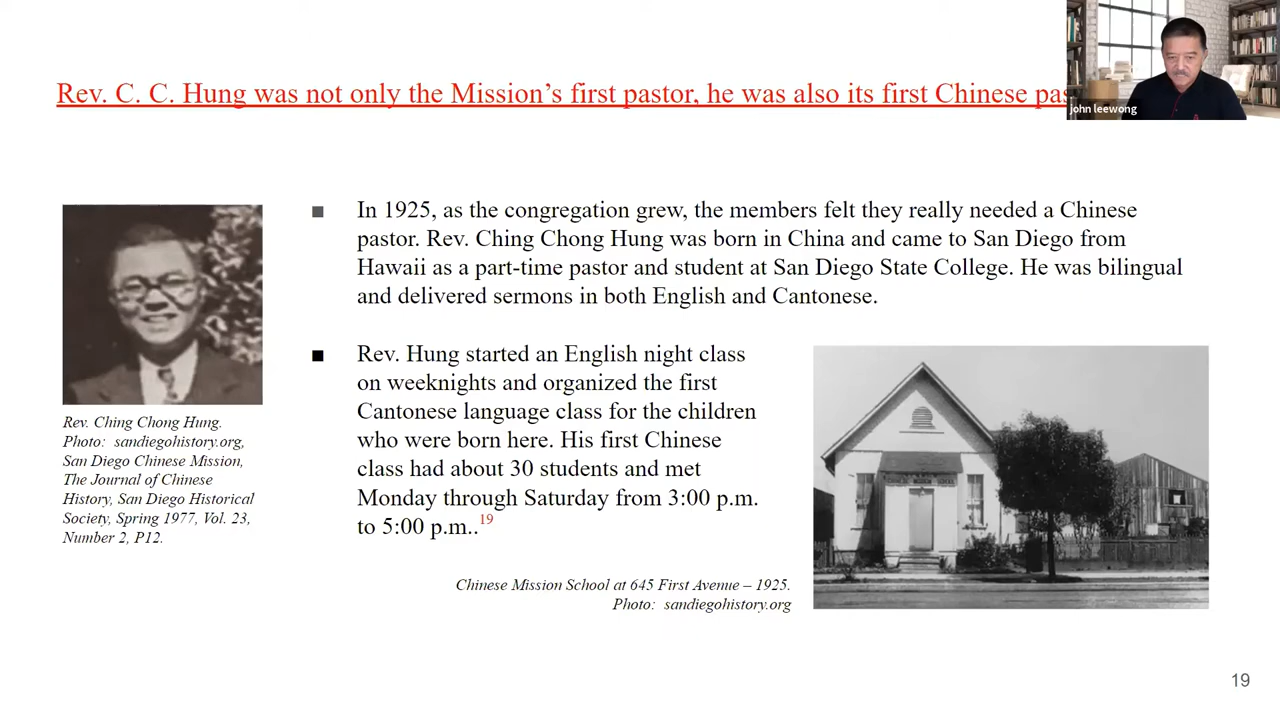 Rev. C. C. Hung was not only the Mission's first pastor, he was also its first Chinese
john leewong
In 1925, as the congregation grew, the members felt they really needed a Chinese
pastor. Rev. Ching Chong Hung was born in China and came to San Diego from
Hawaii as a part-time pastor and student at San Diego State College. He was bilingual
and delivered sermons in both English and Cantonese.
Rev. Hung started an English night class
on weeknights and organized the first
Cantonese language class for the children
who were born here. His first Chinese
class had about 30 students and met
Monday through Saturday from 3:00 p.m.
to 5:00 p.m..19
Rev. Ching Chong Hung.
Photo: sandiegohistory.org,
San Diego Chinese Mission,
The Journal of Chinese
History, San Diego Historical
Society, Spring 1977, Vol. 23,
Number 2, P12.
Chinese Mission School at 645 First Avenue – 1925.
Photo: sandiegohistory.org
19